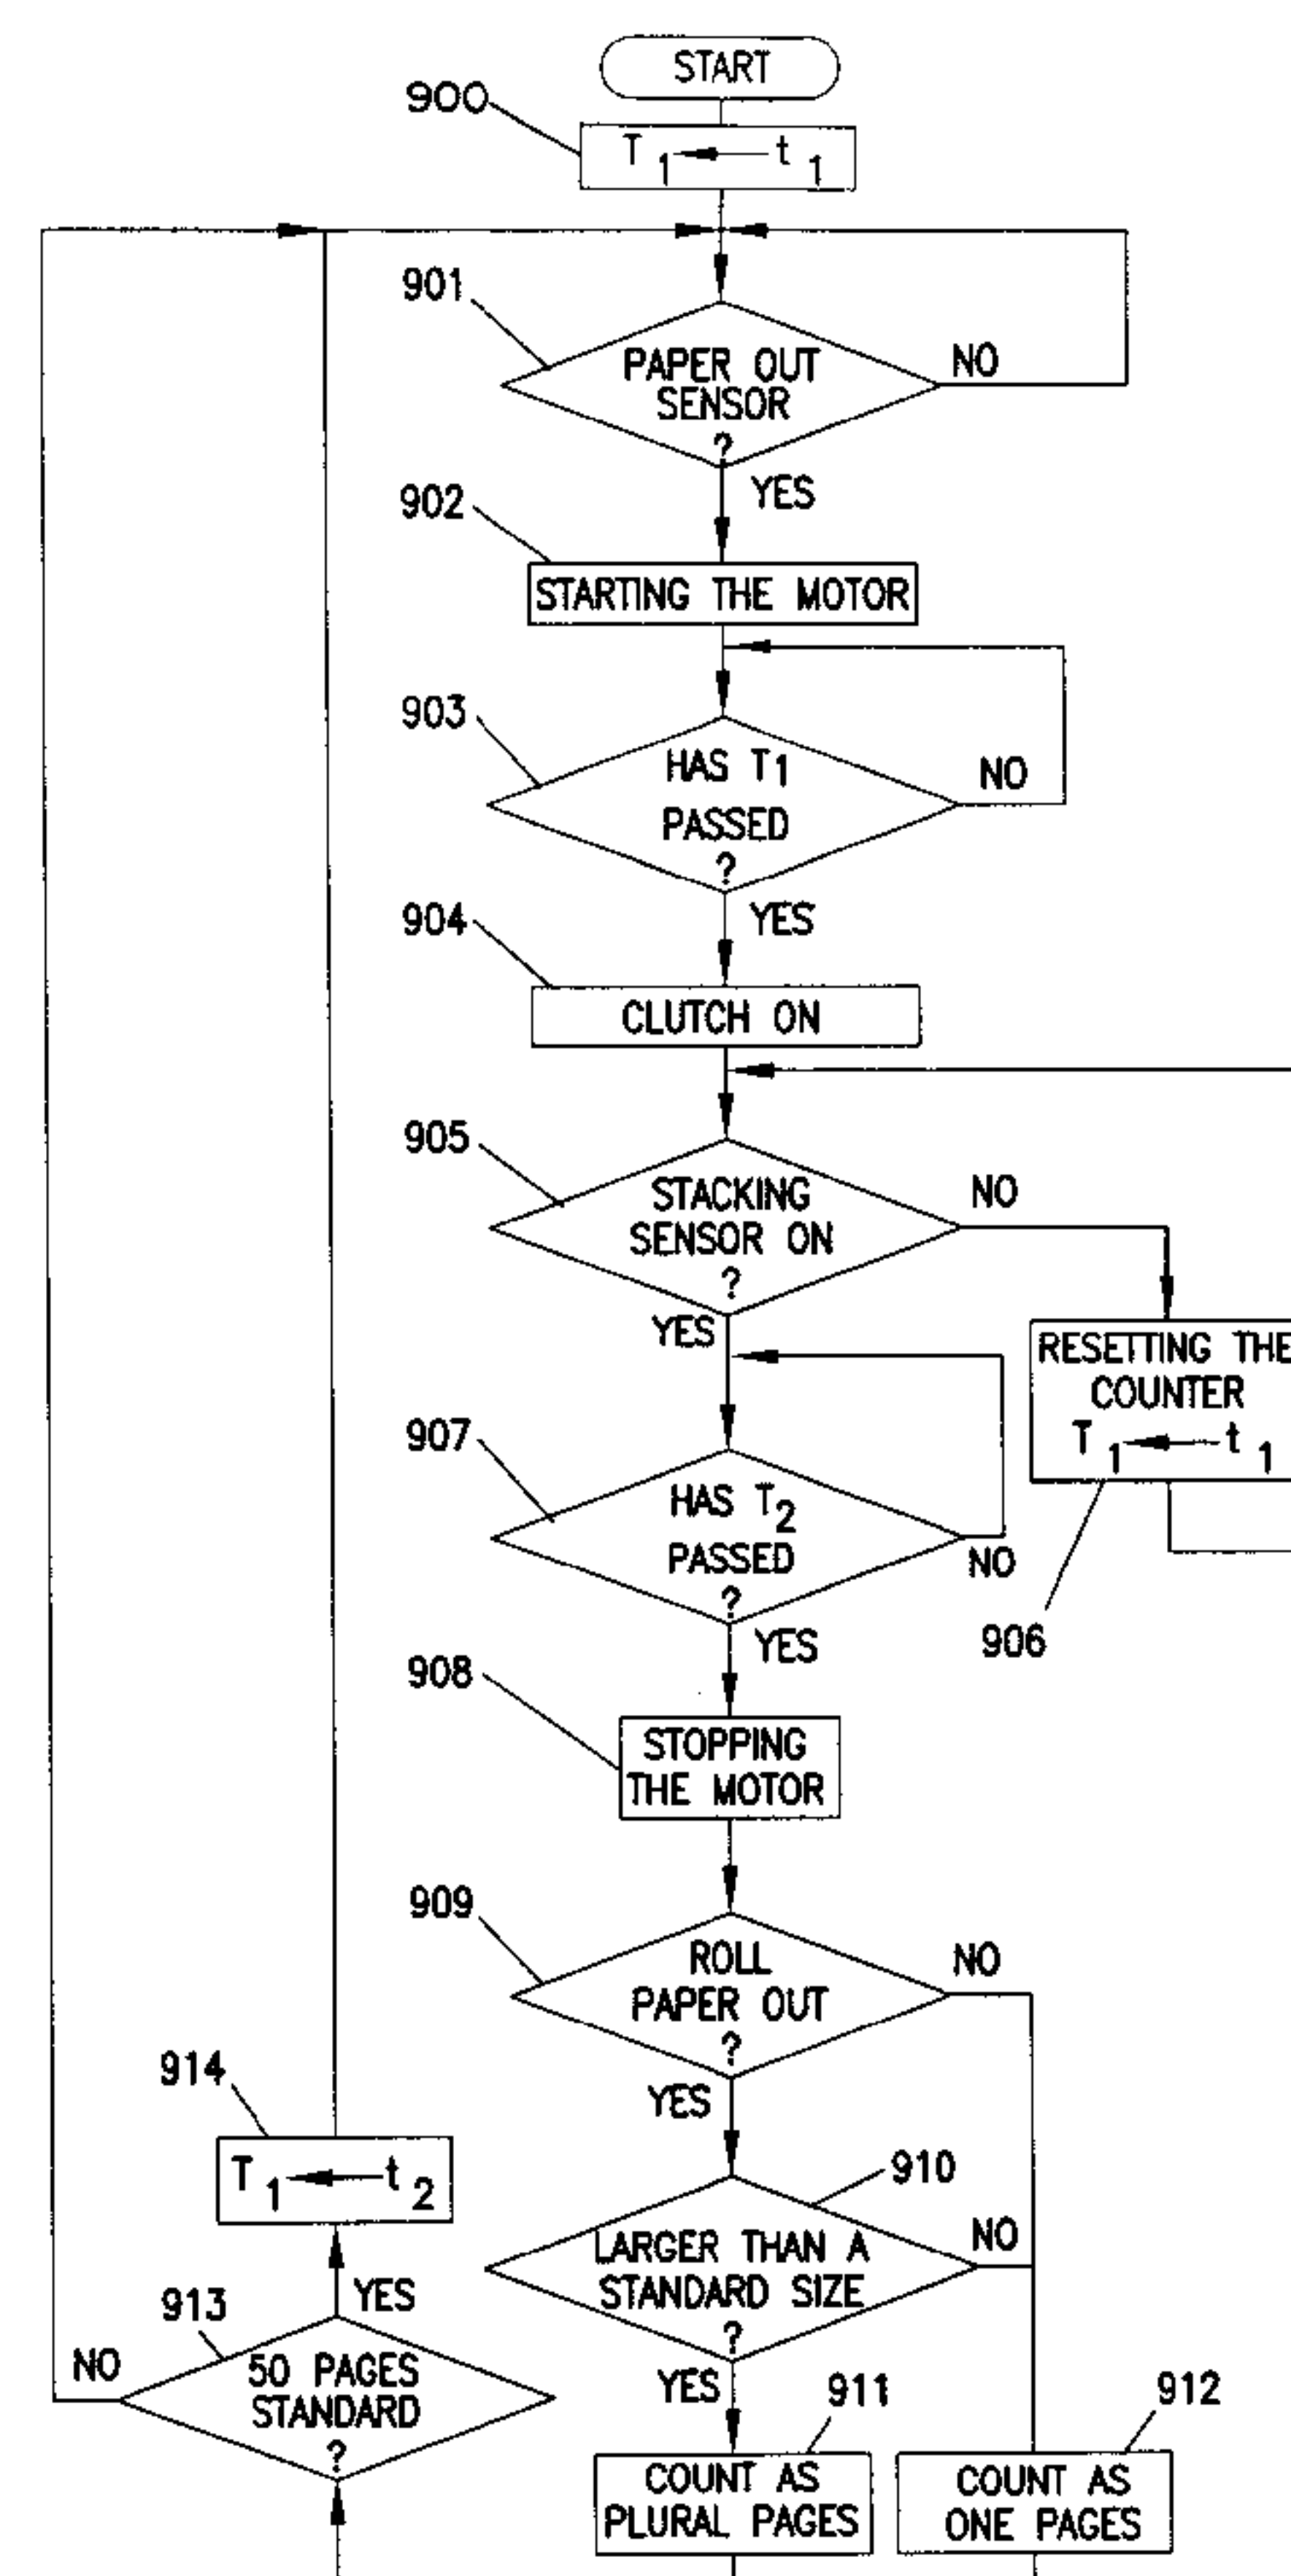 START
900
T1 ← t1
901
PAPER OUT
SENSOR
?
NO
YES
902
STARTING THE MOTOR
903
HAS T1
PASSED
?
NO
YES
904
CLUTCH ON
905
STACKING
SENSOR ON
?
NO
YES
RESETTING THE
COUNTER
T1 ← t1
906
907
HAS T2
PASSED
?
NO
YES
908
STOPPING
THE MOTOR
909
ROLL
PAPER OUT
?
NO
YES
910
LARGER THAN A
STANDARD SIZE
?
NO
YES
911
COUNT AS
PLURAL PAGES
912
COUNT AS
ONE PAGES
913
50 PAGES
STANDARD
?
NO
YES
914
T1 ← t2